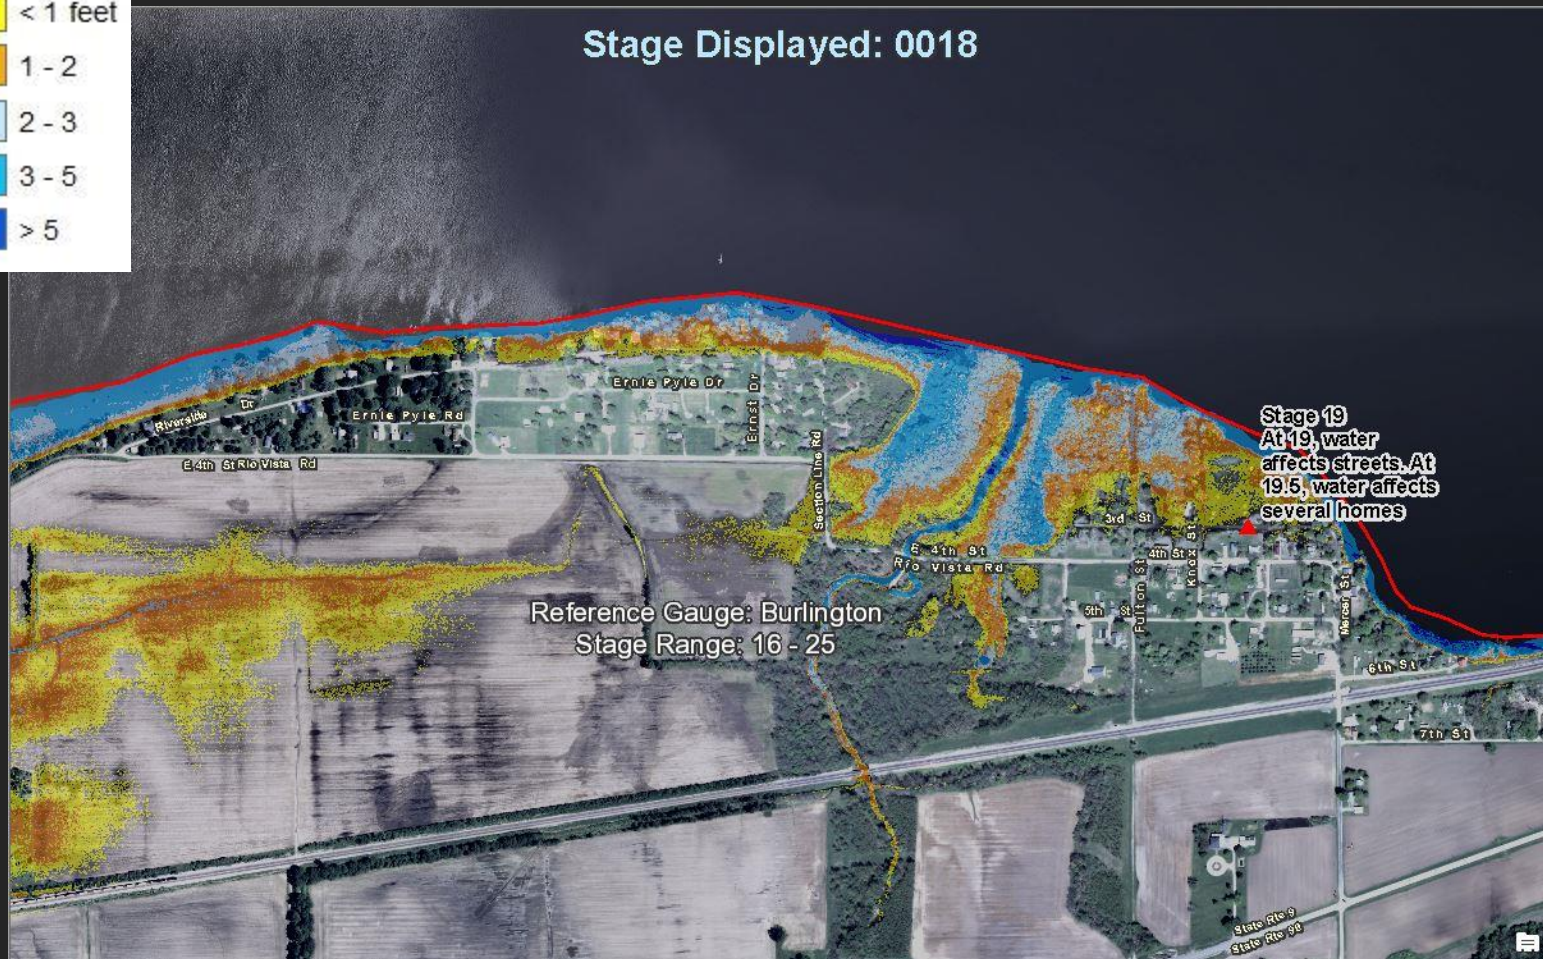 < 1 feet
1 - 2
2 - 3
3 - 5
> 5
Stage Displayed: 0018
Ernie Pyle Dr
Ernst Dr
Riverside Dr
Ernie Pyle Rd
E 4th St Rio Vista Rd
Section Line Rd
Stage 19
At 19, water
affects streets. At
19.5, water affects
several homes
3rd St
E 4th St
Rio Vista Rd
4th St
Knox St
Fulton St
5th St
Mercer St
Reference Gauge: Burlington
Stage Range: 16 - 25
6th St
7th St
State Rte 9
State Rte 96